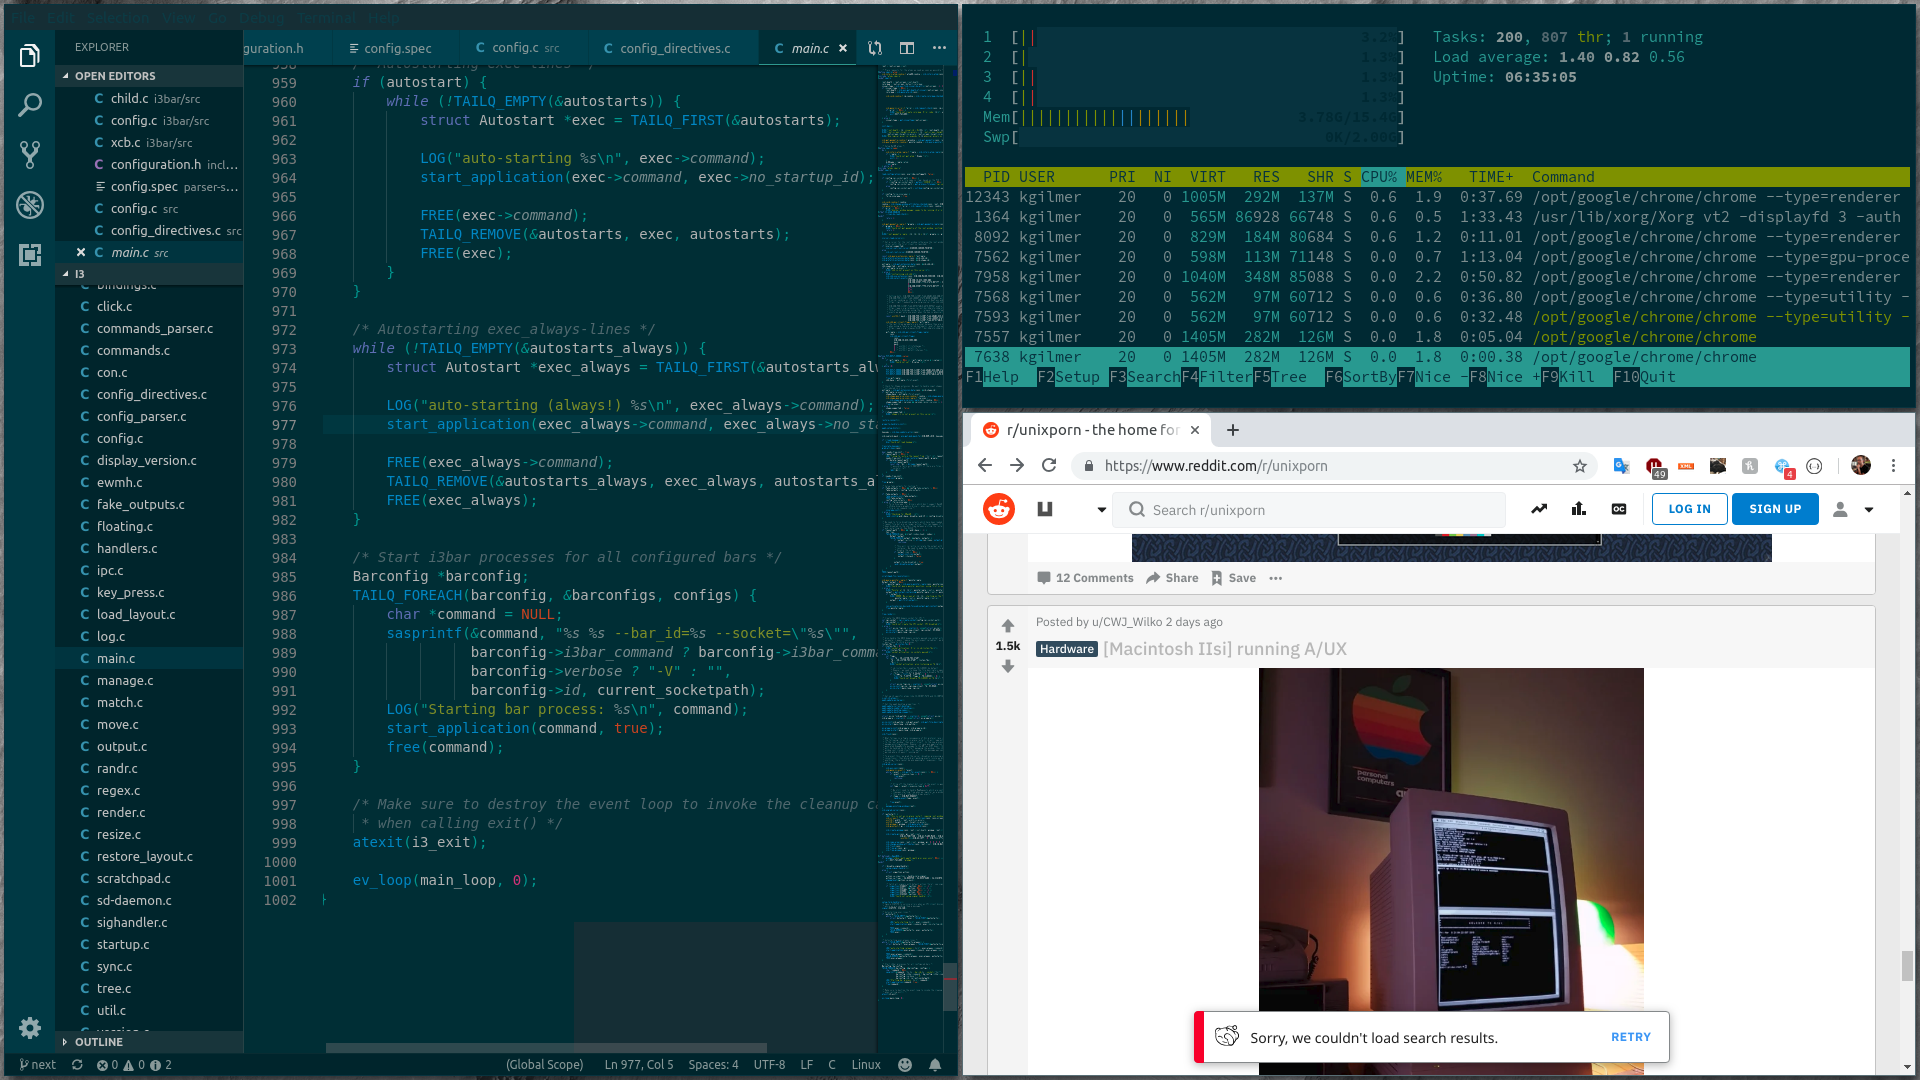 File Edit Selection View Go Debug Terminal Help
EXPLORER
OPEN EDITORS
child.c i3bar/src
config.c i3bar/src
xcb.c i3bar/src
configuration.h incl...
config.spec parser-s...
config.c src
config_directives.c src
main.c src
I3
bindings.c
click.c
commands_parser.c
commands.c
con.c
config_directives.c
config_parser.c
config.c
display_version.c
ewmh.c
fake_outputs.c
floating.c
handlers.c
ipc.c
key_press.c
load_layout.c
log.c
main.c
manage.c
match.c
move.c
output.c
randr.c
regex.c
render.c
resize.c
restore_layout.c
scratchpad.c
sd-daemon.c
sighandler.c
startup.c
sync.c
tree.c
util.c
version.c
OUTLINE
guration.h config.spec config.c src config_directives.c main.c
958 /* Autostarting exec-lines */
959 if (autostart) {
960 while (!TAILQ_EMPTY(&autostarts)) {
961 struct Autostart *exec = TAILQ_FIRST(&autostarts);
962
963 LOG("auto-starting %s\n", exec->command);
964 start_application(exec->command, exec->no_startup_id);
965
966 FREE(exec->command);
967 TAILQ_REMOVE(&autostarts, exec, autostarts);
968 FREE(exec);
969 }
970 }
971
972 /* Autostarting exec_always-lines */
973 while (!TAILQ_EMPTY(&autostarts_always)) {
974 struct Autostart *exec_always = TAILQ_FIRST(&autostarts_alw
975
976 LOG("auto-starting (always!) %s\n", exec_always->command);
977 start_application(exec_always->command, exec_always->no_sta
978
979 FREE(exec_always->command);
980 TAILQ_REMOVE(&autostarts_always, exec_always, autostarts_a
981 FREE(exec_always);
982 }
983
984 /* Start i3bar processes for all configured bars */
985 Barconfig *barconfig;
986 TAILQ_FOREACH(barconfig, &barconfigs, configs) {
987 char *command = NULL;
988 sasprintf(&command, "%s %s --bar_id=%s --socket=\"%s\"",
989 barconfig->i3bar_command ? barconfig->i3bar_comma
990 barconfig->verbose ? "-V" : "",
991 barconfig->id, current_socketpath);
992 LOG("Starting bar process: %s\n", command);
993 start_application(command, true);
994 free(command);
995 }
996
997 /* Make sure to destroy the event loop to invoke the cleanup ca
998 * when calling exit() */
999 atexit(i3_exit);
1000
1001 ev_loop(main_loop, 0);
1002 }
next 0 0 2 (Global Scope) Ln 977, Col 5 Spaces: 4 UTF-8 LF C Linux
1 [|| 3.2%] Tasks: 200, 807 thr; 1 running
2 [| 1.3%] Load average: 1.40 0.82 0.56
3 [|| 1.3%] Uptime: 06:35:05
4 [|| 1.3%]
Mem[||||||||||||||||||| 3.78G/15.4G]
Swp[ 0K/2.00G]
PID USER PRI NI VIRT RES SHR S CPU% MEM% TIME+ Command
12343 kgilmer 20 0 1005M 292M 137M S 0.6 1.9 0:37.69 /opt/google/chrome/chrome --type=renderer
1364 kgilmer 20 0 565M 86928 66748 S 0.6 0.5 1:33.43 /usr/lib/xorg/Xorg vt2 -displayfd 3 -auth
8092 kgilmer 20 0 829M 184M 80684 S 0.6 1.2 0:11.01 /opt/google/chrome/chrome --type=renderer
7562 kgilmer 20 0 598M 113M 71148 S 0.0 0.7 1:13.04 /opt/google/chrome/chrome --type=gpu-proce
7958 kgilmer 20 0 1040M 348M 85088 S 0.0 2.2 0:50.82 /opt/google/chrome/chrome --type=renderer
7568 kgilmer 20 0 562M 97M 60712 S 0.0 0.6 0:36.80 /opt/google/chrome/chrome --type=utility -
7593 kgilmer 20 0 562M 97M 60712 S 0.0 0.6 0:32.48 /opt/google/chrome/chrome --type=utility -
7557 kgilmer 20 0 1405M 282M 126M S 0.0 1.8 0:05.04 /opt/google/chrome/chrome
7638 kgilmer 20 0 1405M 282M 126M S 0.0 1.8 0:00.38 /opt/google/chrome/chrome
F1Help F2Setup F3SearchF4FilterF5Tree F6SortByF7Nice -F8Nice +F9Kill F10Quit
r/unixporn - the home for
https://www.reddit.com/r/unixporn
49 XML 4
Search r/unixporn
LOG IN SIGN UP
12 Comments Share Save
Posted by u/CWJ_Wilko 2 days ago
1.5k
Hardware [Macintosh IIsi] running A/UX
personal
computers
Sorry, we couldn't load search results. RETRY